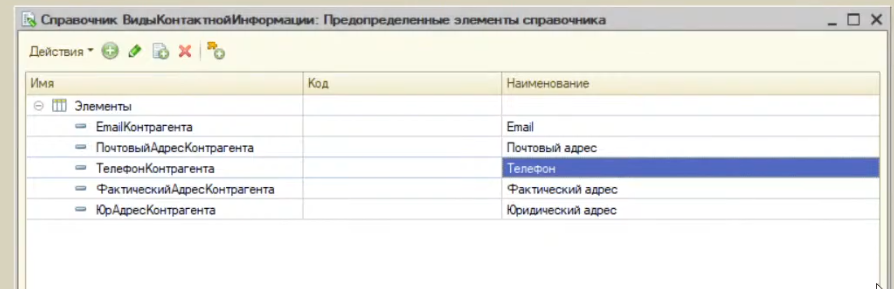 Справочник ВидыКонтактнойИнформации: Предопределенные элементы справочника
Действия
Имя Код Наименование
Элементы
EmailКонтрагента Email
ПочтовыйАдресКонтрагента Почтовый адрес
ТелефонКонтрагента Телефон
ФактическийАдресКонтрагента Фактический адрес
ЮрАдресКонтрагента Юридический адрес